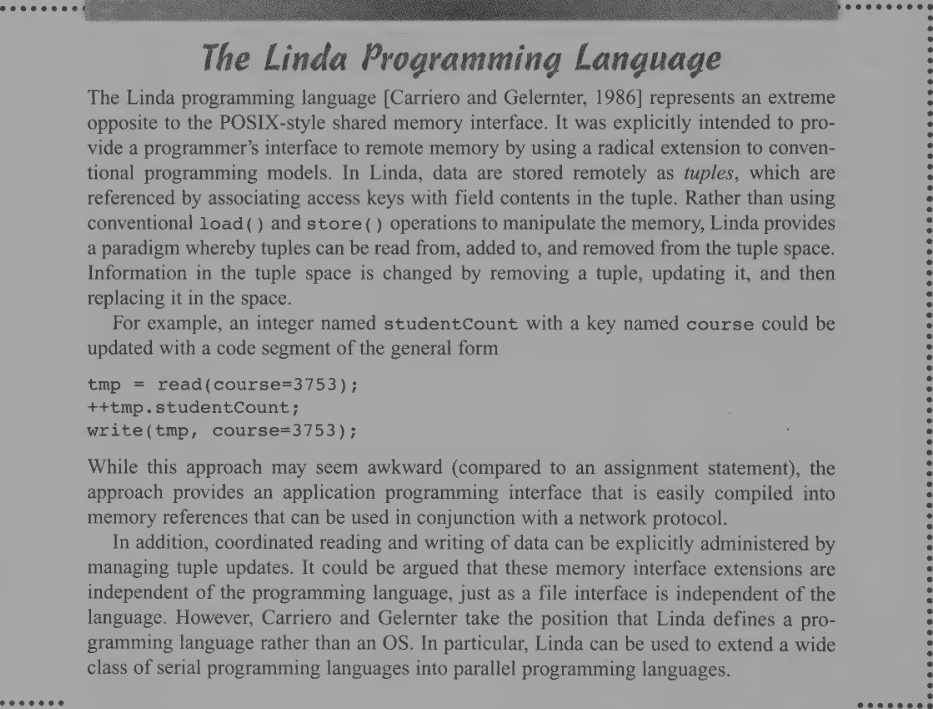 The Linda Programming Language
The Linda programming language [Carriero and Gelernter, 1986] represents an extreme
opposite to the POSIX-style shared memory interface. It was explicitly intended to pro-
vide a programmer's interface to remote memory by using a radical extension to conven-
tional programming models. In Linda, data are stored remotely as tuples, which are
referenced by associating access keys with field contents in the tuple. Rather than using
conventional load() and store() operations to manipulate the memory, Linda provides
a paradigm whereby tuples can be read from, added to, and removed from the tuple space.
Information in the tuple space is changed by removing a tuple, updating it, and then
replacing it in the space.
For example, an integer named studentCount with a key named course could be
updated with a code segment of the general form
tmp = read(course=3753);
++tmp.studentCount;
write(tmp, course=3753);
While this approach may seem awkward (compared to an assignment statement), the
approach provides an application programming interface that is easily compiled into
memory references that can be used in conjunction with a network protocol.
In addition, coordinated reading and writing of data can be explicitly administered by
managing tuple updates. It could be argued that these memory interface extensions are
independent of the programming language, just as a file interface is independent of the
language. However, Carriero and Gelernter take the position that Linda defines a pro-
gramming language rather than an OS. In particular, Linda can be used to extend a wide
class of serial programming languages into parallel programming languages.